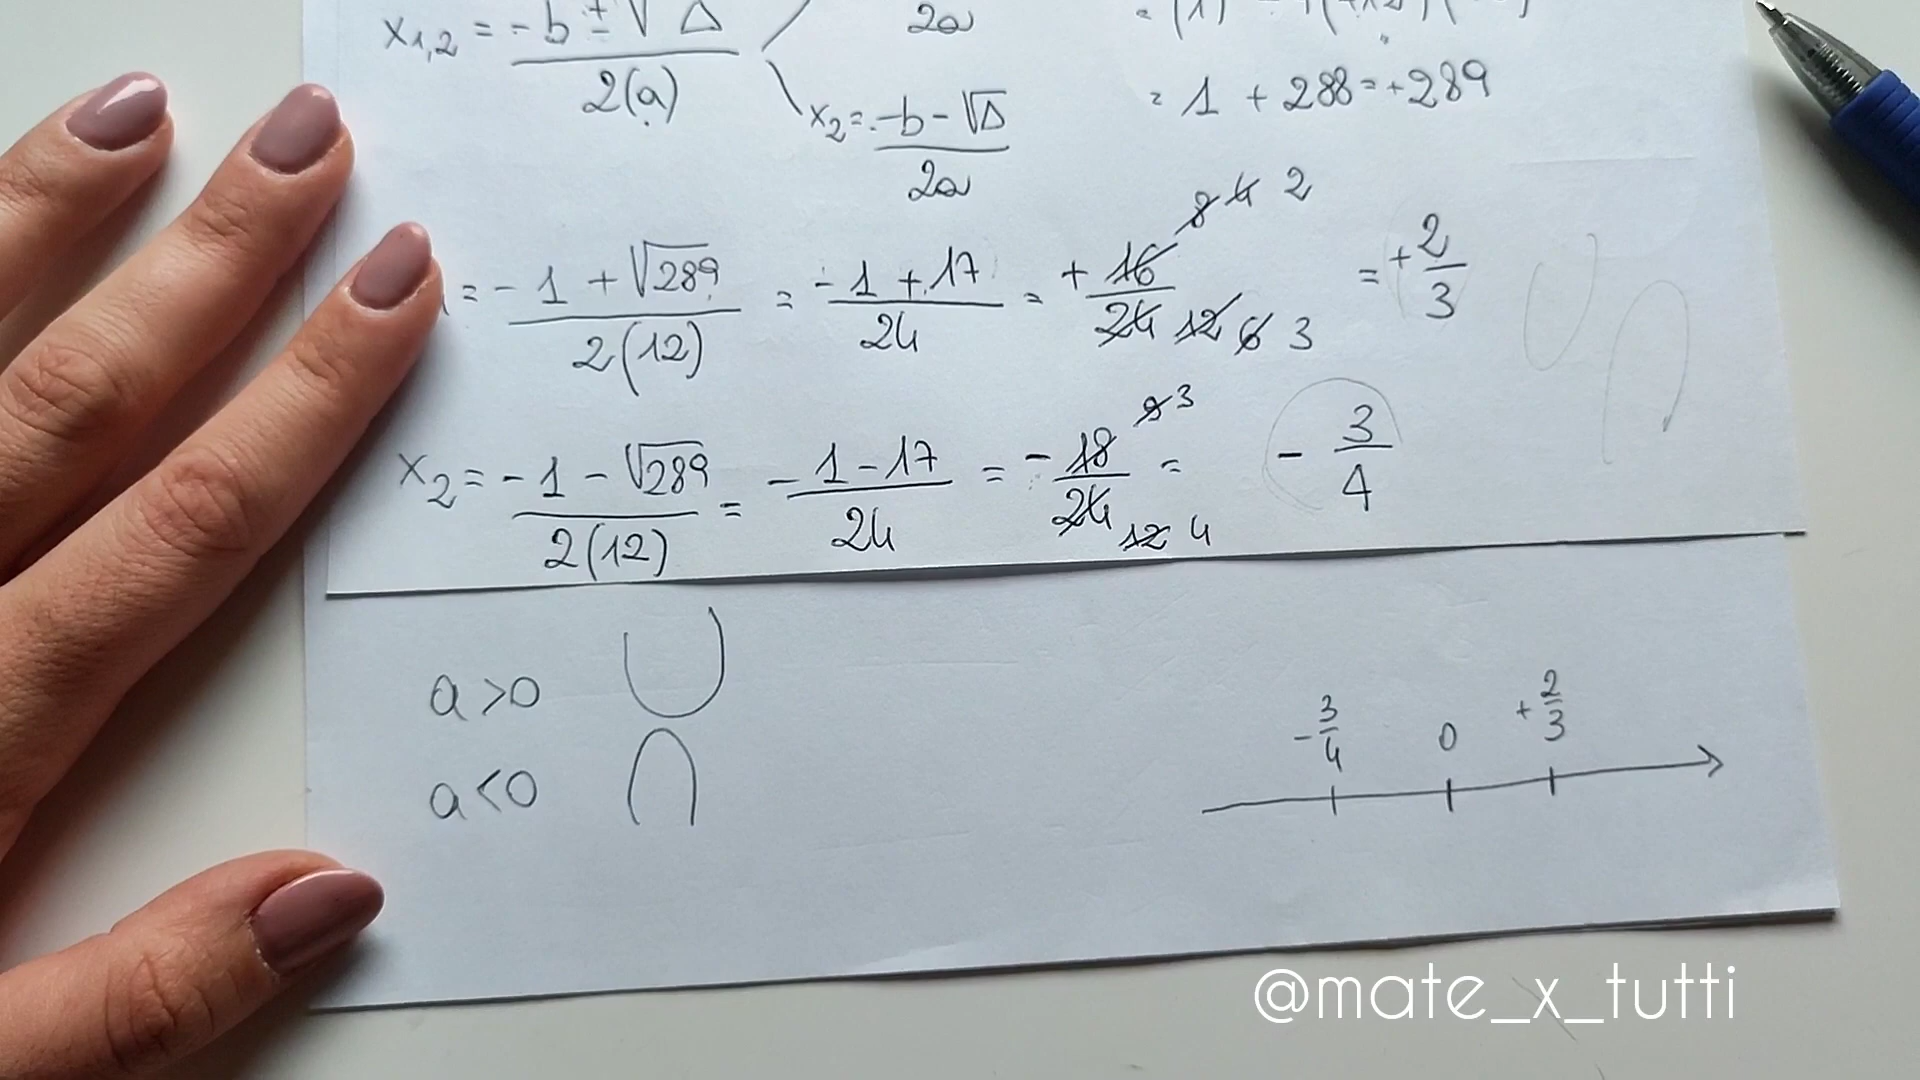 x1,2 = -b ± √Δ / 2(a)
2a
x2 = -b - √Δ / 2a
= 1 + 288 = +289
= -1 + √289 / 2(12) = -1 + 17 / 24 = + 16 8 4 2 / 24 12 6 3 = + 2/3
x2 = -1 - √289 / 2(12) = -1 - 17 / 24 = - 18 9 3 / 24 12 4 = - 3/4
a > 0
a < 0
-3/4 0 +2/3
@mate_x_tutti